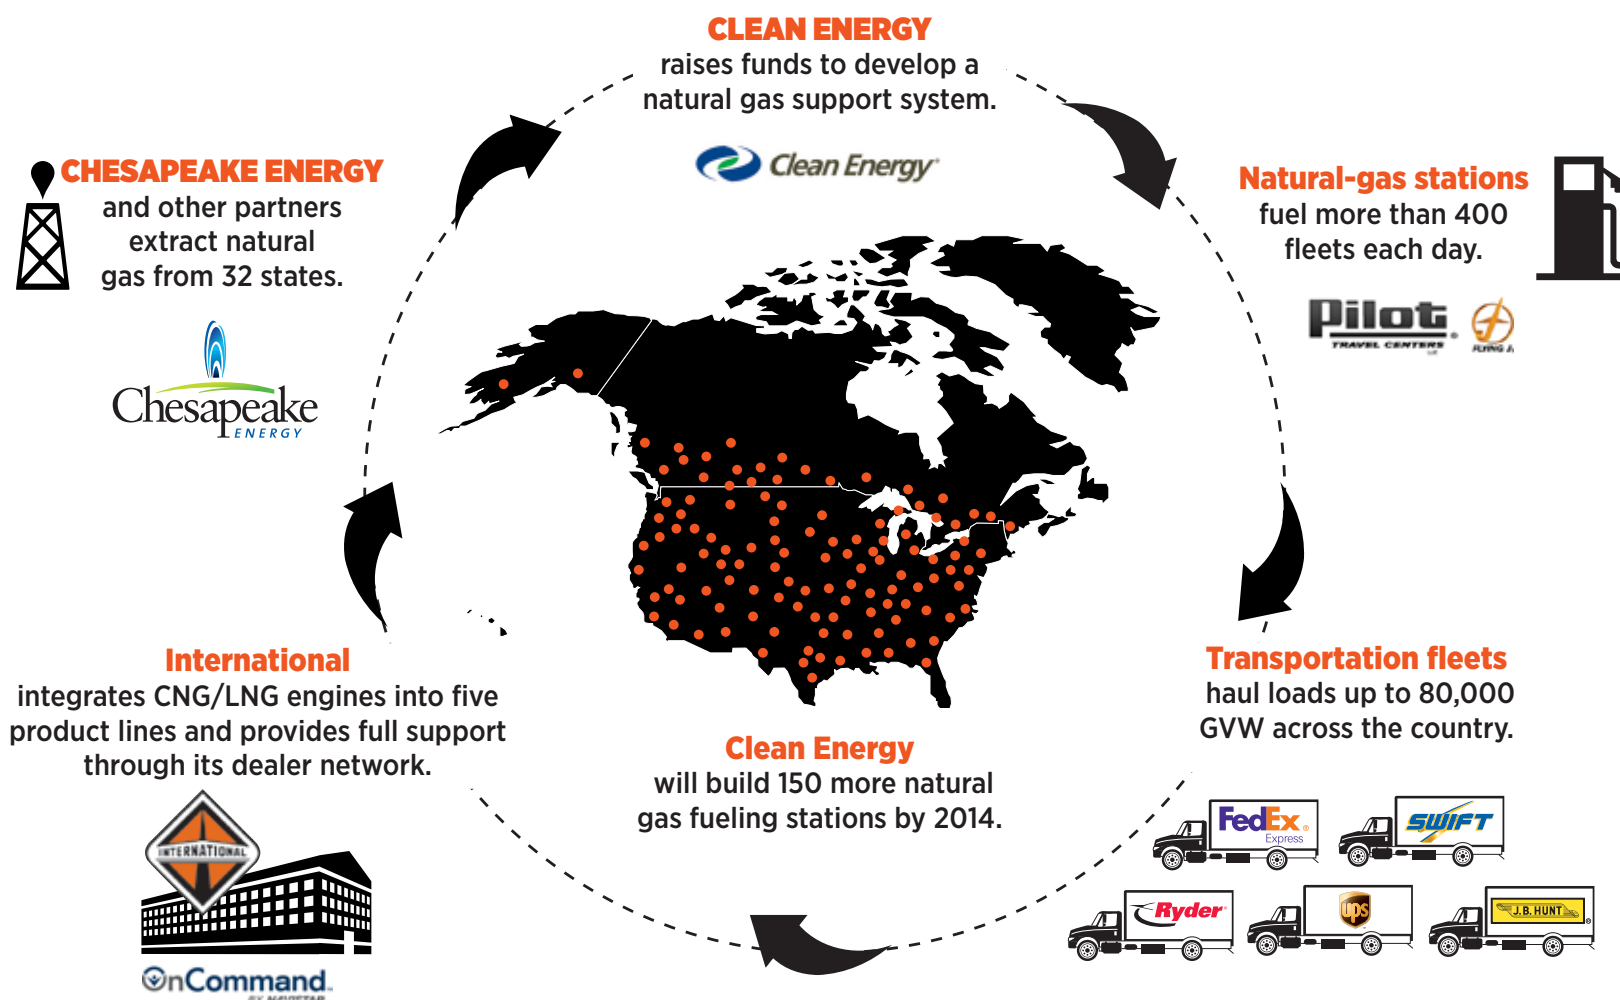 CLEAN ENERGY
raises funds to develop a
natural gas support system.
Clean Energy
CHESAPEAKE ENERGY
and other partners
extract natural
gas from 32 states.
Chesapeake
ENERGY
Natural-gas stations
fuel more than 400
fleets each day.
Pilot
TRAVEL CENTERS
FLYING J
International
integrates CNG/LNG engines into five
product lines and provides full support
through its dealer network.
INTERNATIONAL
OnCommand
BY NAVISTAR
Clean Energy
will build 150 more natural
gas fueling stations by 2014.
Transportation fleets
haul loads up to 80,000
GVW across the country.
FedEx®
Express
SWIFT
Ryder
ups
J.B. HUNT